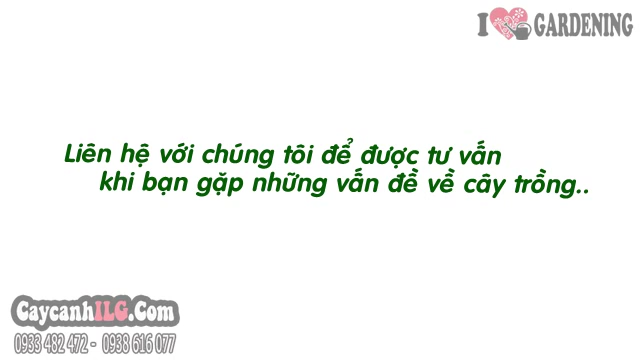 I GARDENING
Liên hệ với chúng tôi để được tư vấn
khi bạn gặp những vấn đề về cây trồng..
CaycanhILG.Com
0933 482 472 - 0938 616 077